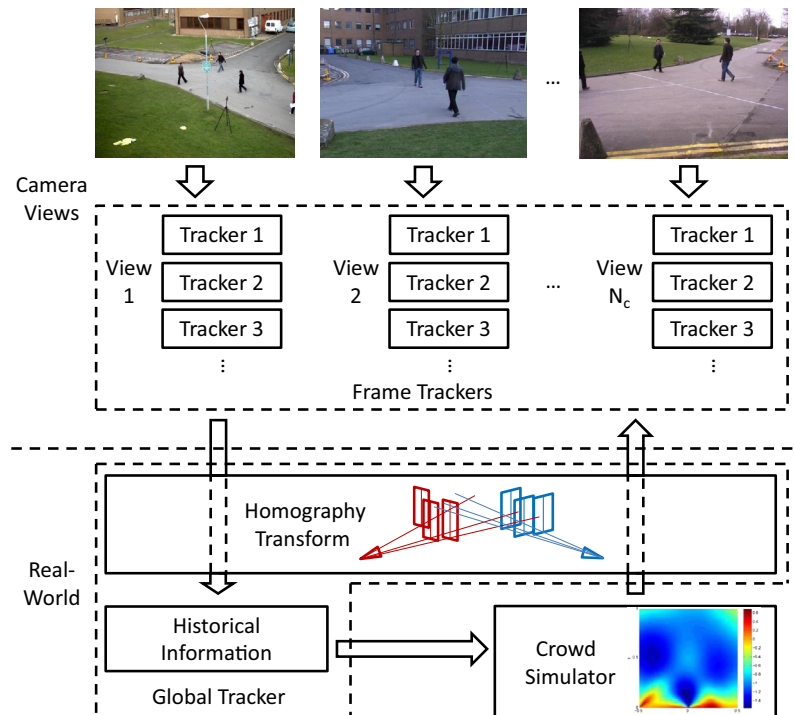 ...
Camera
Views
Tracker 1
Tracker 1
Tracker 1
View
1
Tracker 2
View
2
Tracker 2
...
View
Nc
Tracker 2
Tracker 3
Tracker 3
Tracker 3
...
...
...
Frame Trackers
Homography
Transform
Real-
World
Historical
Information
Global Tracker
Crowd
Simulator